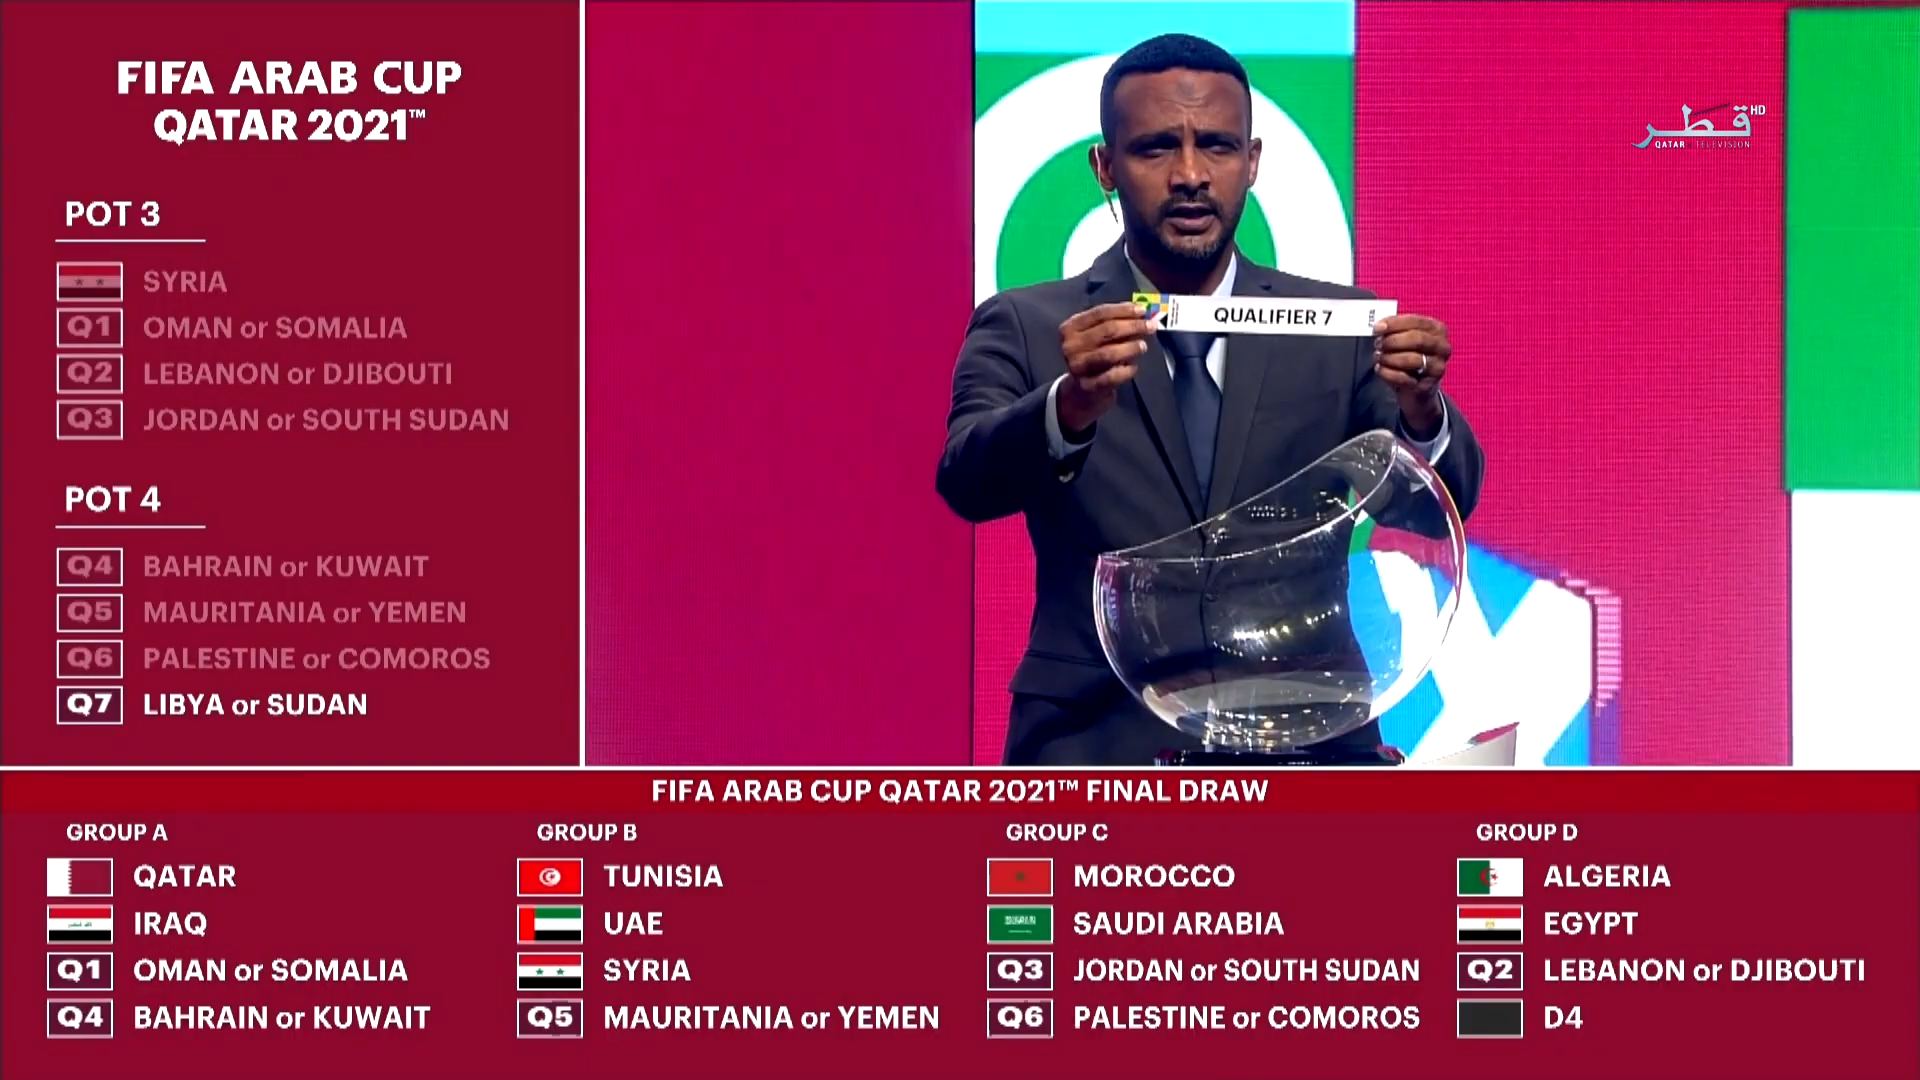 FIFA ARAB CUP
QATAR 2021™
POT 3
SYRIA
Q1 OMAN or SOMALIA
Q2 LEBANON or DJIBOUTI
Q3 JORDAN or SOUTH SUDAN
POT 4
Q4 BAHRAIN or KUWAIT
Q5 MAURITANIA or YEMEN
Q6 PALESTINE or COMOROS
Q7 LIBYA or SUDAN
قطر HD
QATAR TELEVISION
QUALIFIER 7
FIFA
FIFA ARAB CUP QATAR 2021™ FINAL DRAW
GROUP A
QATAR
IRAQ
Q1 OMAN or SOMALIA
Q4 BAHRAIN or KUWAIT
GROUP B
TUNISIA
UAE
SYRIA
Q5 MAURITANIA or YEMEN
GROUP C
MOROCCO
SAUDI ARABIA
Q3 JORDAN or SOUTH SUDAN
Q6 PALESTINE or COMOROS
GROUP D
ALGERIA
EGYPT
Q2 LEBANON or DJIBOUTI
D4